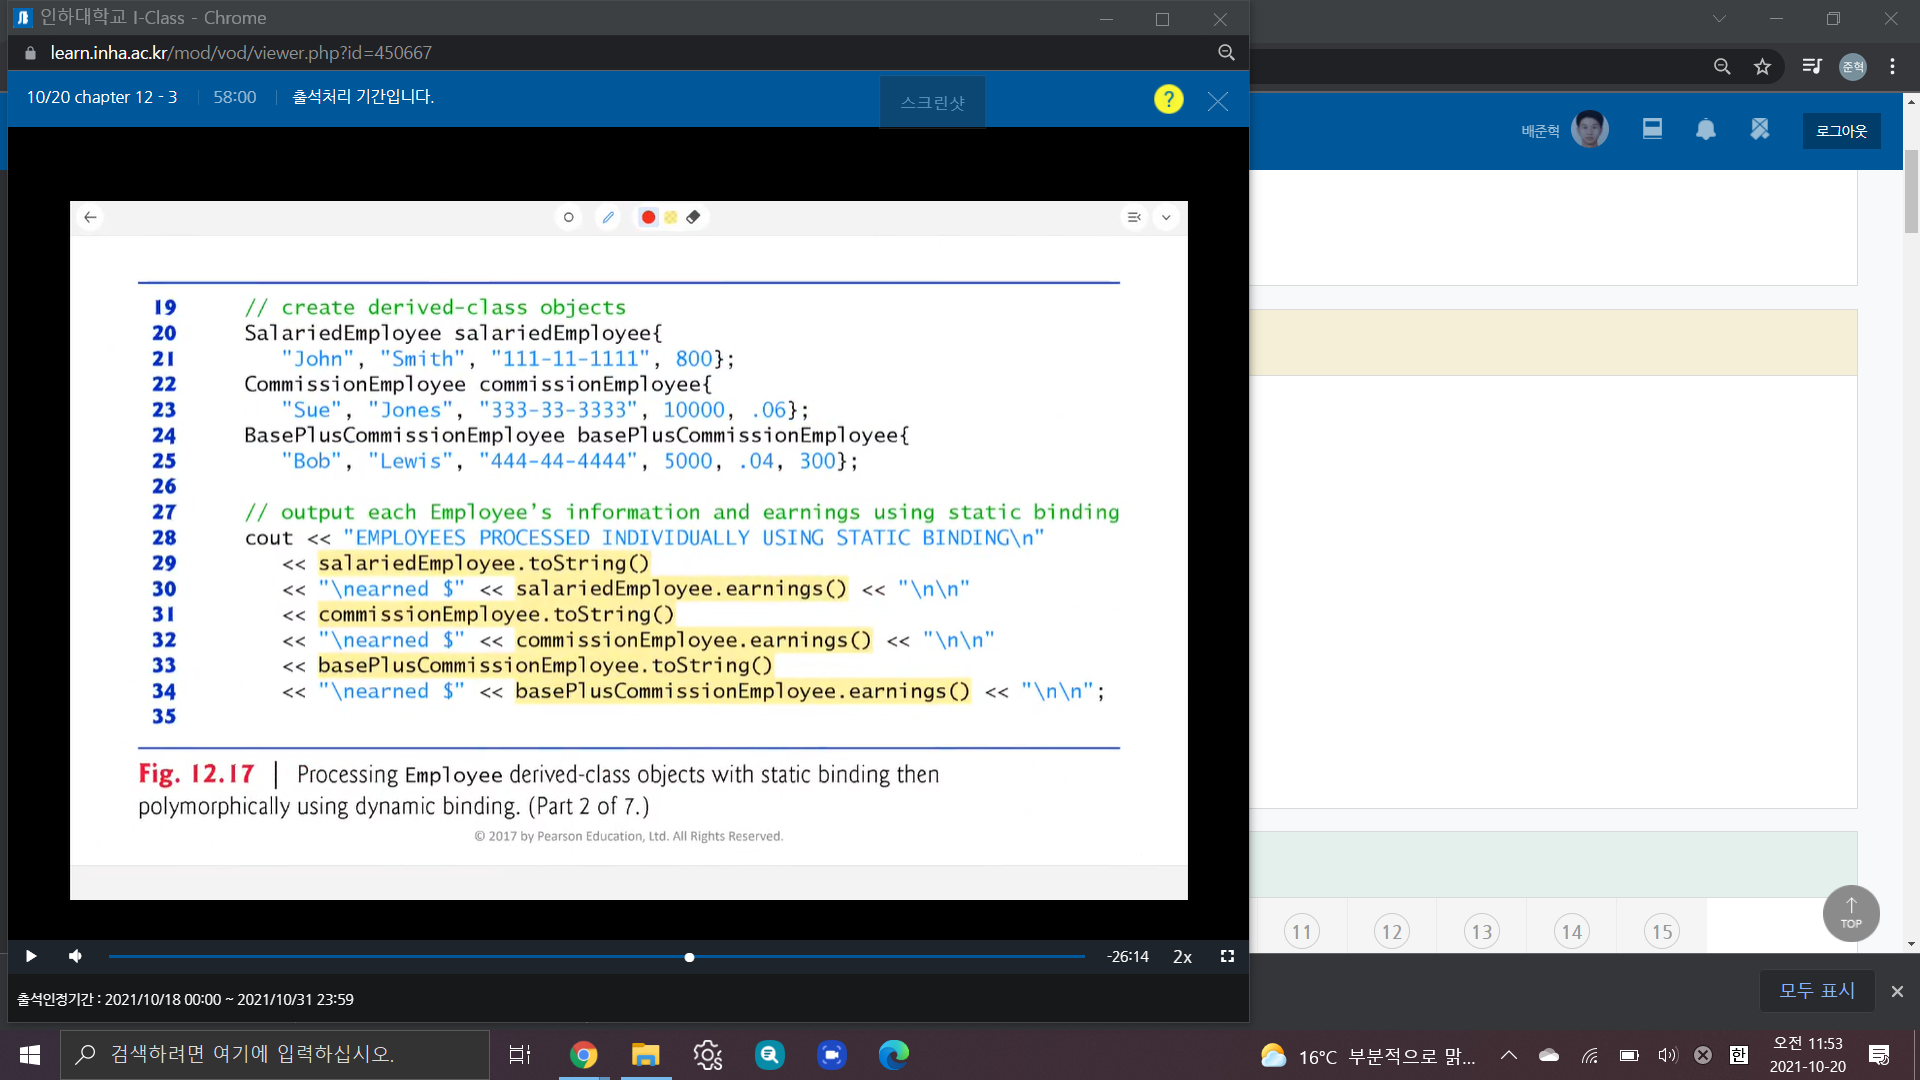 인하대학교 I-Class - Chrome
learn.inha.ac.kr/mod/vod/viewer.php?id=450667
10/20 chapter 12 - 3
58:00
출석처리 기간입니다.
스크린샷
?
준혁
배준혁
로그아웃
19 // create derived-class objects
20 SalariedEmployee salariedEmployee{
21 "John", "Smith", "111-11-1111", 800};
22 CommissionEmployee commissionEmployee{
23 "Sue", "Jones", "333-33-3333", 10000, .06};
24 BasePlusCommissionEmployee basePlusCommissionEmployee{
25 "Bob", "Lewis", "444-44-4444", 5000, .04, 300};
26
27 // output each Employee’s information and earnings using static binding
28 cout << "EMPLOYEES PROCESSED INDIVIDUALLY USING STATIC BINDING\n"
29 << salariedEmployee.toString()
30 << "\nearned $" << salariedEmployee.earnings() << "\n\n"
31 << commissionEmployee.toString()
32 << "\nearned $" << commissionEmployee.earnings() << "\n\n"
33 << basePlusCommissionEmployee.toString()
34 << "\nearned $" << basePlusCommissionEmployee.earnings() << "\n\n";
35
Fig. 12.17 | Processing Employee derived-class objects with static binding then
polymorphically using dynamic binding. (Part 2 of 7.)
© 2017 by Pearson Education, Ltd. All Rights Reserved.
11 12 13 14 15
TOP
-26:14
2x
출석인정기간 : 2021/10/18 00:00 ~ 2021/10/31 23:59
모두 표시
검색하려면 여기에 입력하십시오.
16°C 부분적으로 맑...
한
오전 11:53
2021-10-20